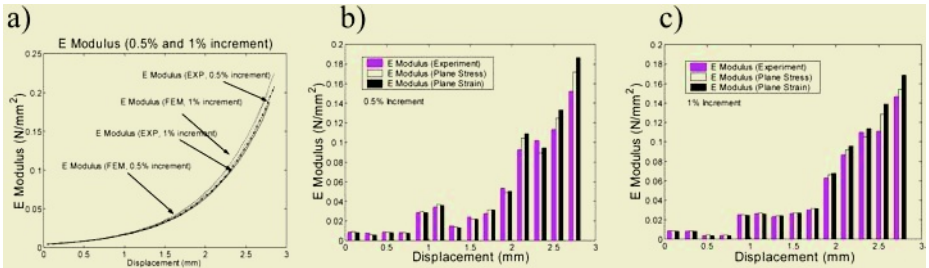 a)
E Modulus (0.5% and 1% increment)
0.25
0.2
0.15
0.1
0.05
0
0
1
2
3
E Modulus (EXP, 0.5% increment)
E Modulus (FEM, 1% increment)
E Modulus (EXP, 1% increment)
E Modulus (FEM, 0.5% increment)
E Modulus (N/mm²)
Displacement (mm)
b)
0.2
0.18
0.16
0.14
0.12
0.1
0.08
0.06
0.04
0.02
0
0
0.5
1
1.5
2
2.5
3
E Modulus (Experiment)
E Modulus (Plane Stress)
E Modulus (Plane Strain)
0.5% Increment
E Modulus (N/mm²)
Displacement (mm)
c)
0.2
0.18
0.16
0.14
0.12
0.1
0.08
0.06
0.04
0.02
0
0
0.5
1
1.5
2
2.5
3
E Modulus (Experiment)
E Modulus (Plane Stress)
E Modulus (Plane Strain)
1% Increment
E Modulus (N/mm²)
Displacement (mm)